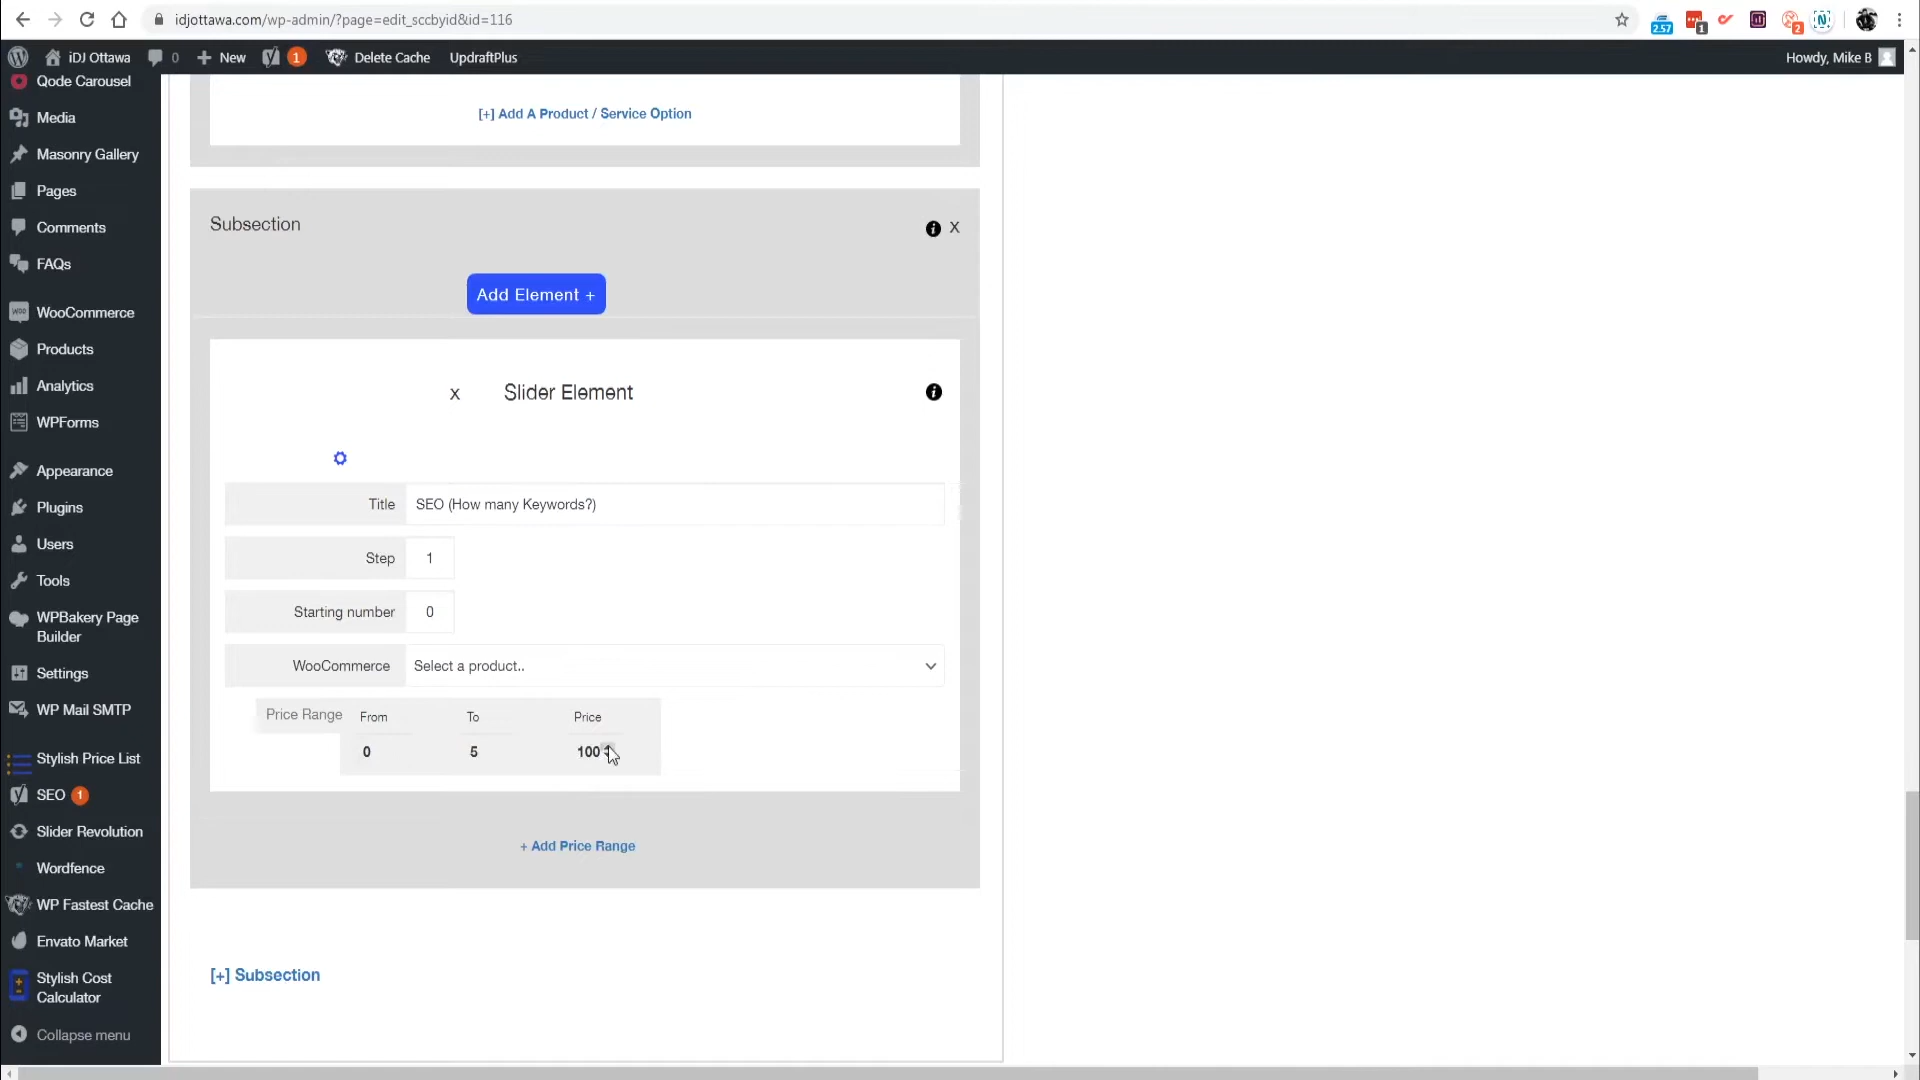 idjottawa.com/wp-admin/?page=edit_sccbyid&id=116
2.57
1
2
iDJ Ottawa
0
New
1
Delete Cache
UpdraftPlus
Howdy, Mike B
Qode Carousel
Media
Masonry Gallery
Pages
Comments
FAQs
WooCommerce
Products
Analytics
WPForms
Appearance
Plugins
Users
Tools
WPBakery Page
Builder
Settings
WP Mail SMTP
Stylish Price List
SEO 1
Slider Revolution
Wordfence
WP Fastest Cache
Envato Market
Stylish Cost
Calculator
Collapse menu
[+] Add A Product / Service Option
Subsection
X
Add Element +
X Slider Element
Title SEO (How many Keywords?)
Step 1
Starting number 0
WooCommerce Select a product..
Price Range From To Price
0 5 100
+ Add Price Range
[+] Subsection